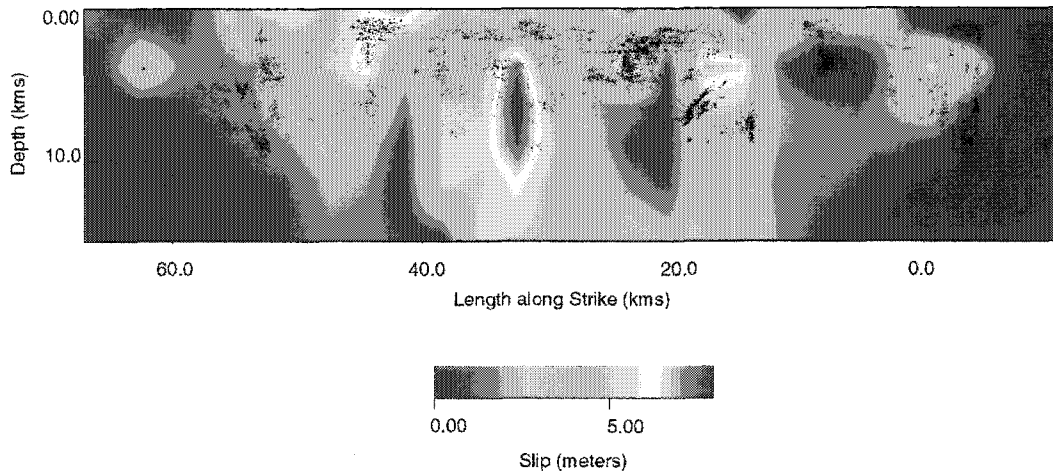 0.00
Depth (kms)
10.0
60.0 40.0 20.0 0.0
Length along Strike (kms)
0.00 5.00
Slip (meters)